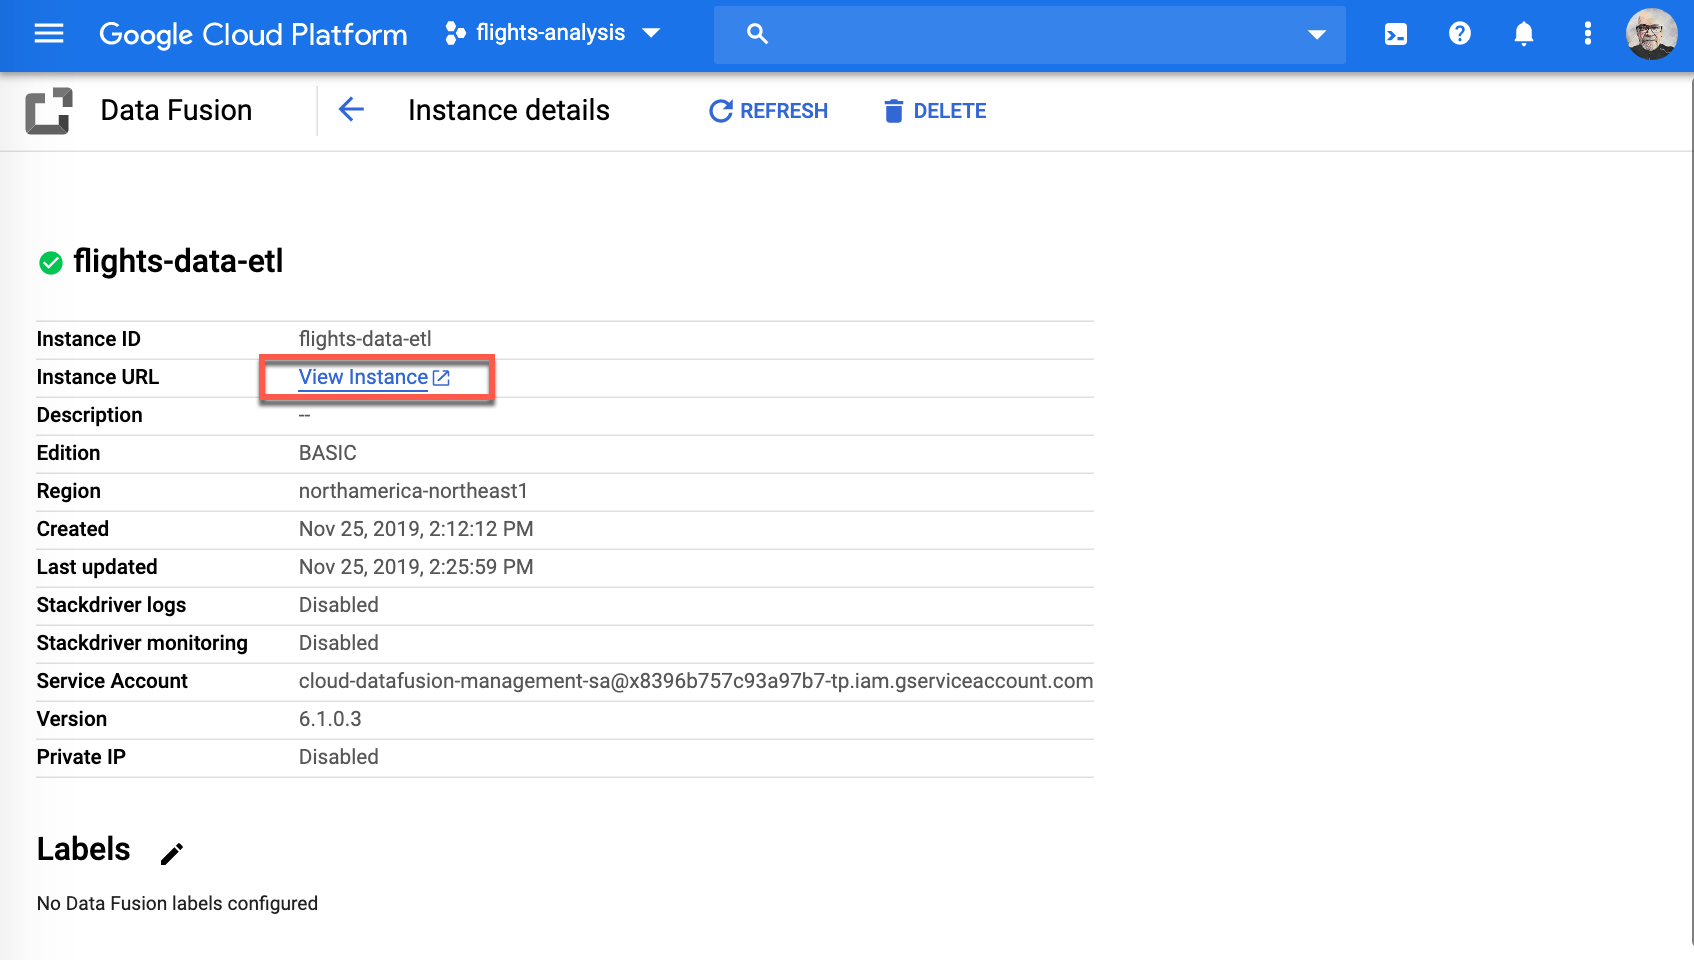 Google Cloud Platform flights-analysis
Data Fusion Instance details REFRESH DELETE
flights-data-etl
Instance ID flights-data-etl
Instance URL View Instance
Description --
Edition BASIC
Region northamerica-northeast1
Created Nov 25, 2019, 2:12:12 PM
Last updated Nov 25, 2019, 2:25:59 PM
Stackdriver logs Disabled
Stackdriver monitoring Disabled
Service Account cloud-datafusion-management-sa@x8396b757c93a97b7-tp.iam.gserviceaccount.com
Version 6.1.0.3
Private IP Disabled
Labels
No Data Fusion labels configured